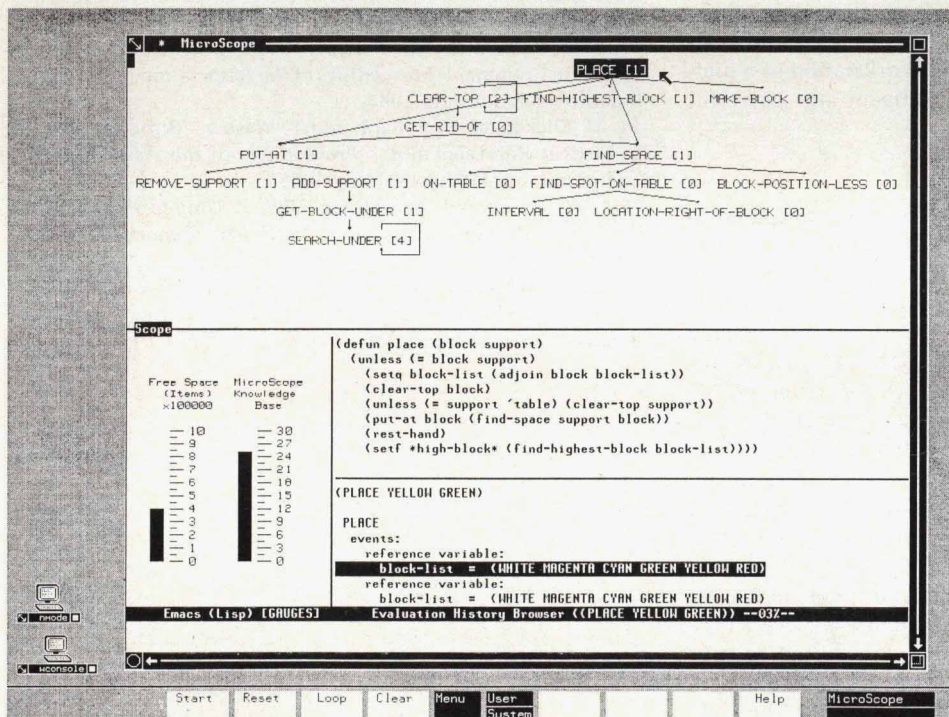 * MicroScope
PLACE [1]
CLEAR-TOP [2] FIND-HIGHEST-BLOCK [1] MAKE-BLOCK [0]
GET-RID-OF [0]
PUT-AT [1] FIND-SPACE [1]
REMOVE-SUPPORT [1] ADD-SUPPORT [1] ON-TABLE [0] FIND-SPOT-ON-TABLE [0] BLOCK-POSITION-LESS [0]
GET-BLOCK-UNDER [1] INTERVAL [0] LOCATION-RIGHT-OF-BLOCK [0]
SEARCH-UNDER [4]
Scope
Free Space
(Items)
x100000
10
9
8
7
6
5
4
3
2
1
0
MicroScope
Knowledge
Base
30
27
24
21
18
15
12
9
6
3
0
(defun place (block support)
(unless (= block support)
(setq block-list (adjoin block block-list))
(clear-top block)
(unless (= support 'table) (clear-top support))
(put-at block (find-space support block))
(rest-hand)
(setf *high-block* (find-highest-block block-list))))
(PLACE YELLOW GREEN)
PLACE
events:
reference variable:
block-list = (WHITE MAGENTA CYAN GREEN YELLOW RED)
reference variable:
block-list = (WHITE MAGENTA CYAN GREEN YELLOW RED)
Emacs (Lisp) [GAUGES] Evaluation History Browser ((PLACE YELLOW GREEN)) --03%--
nmode
wconsole
Start Reset Loop Clear Menu User Help MicroScope
System